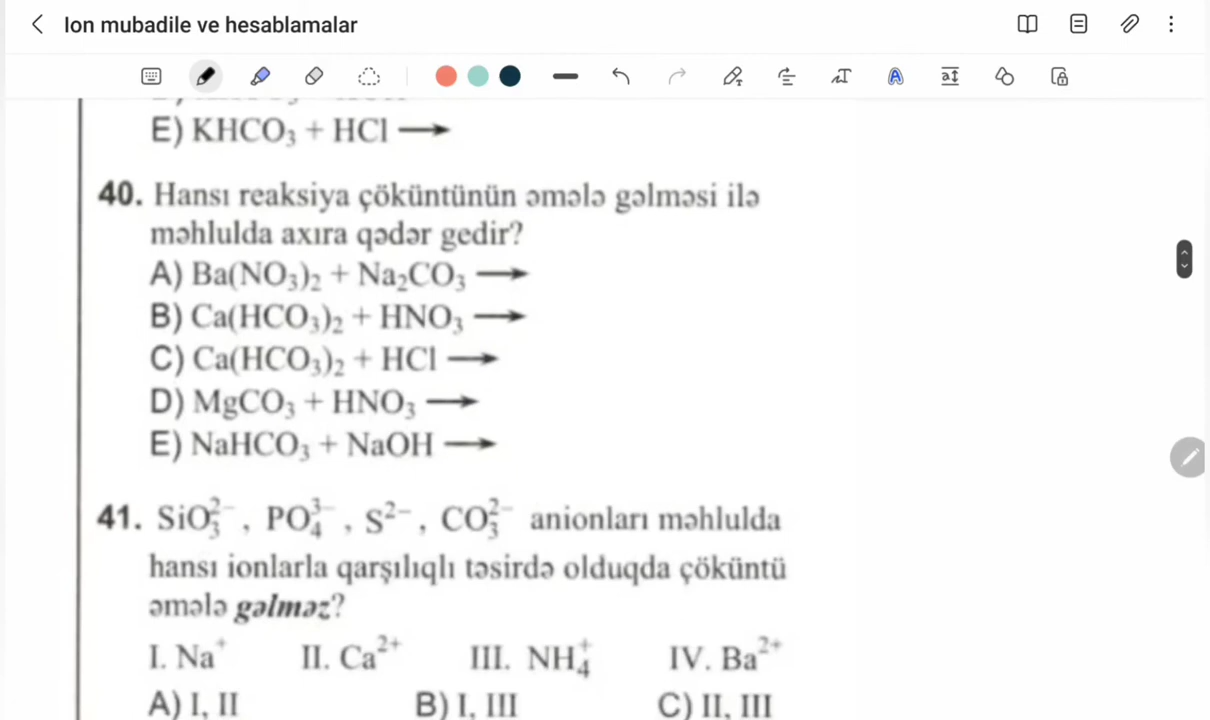 Ion mubadile ve hesablamalar
E) KHCO₃ + HCl ⟶
40. Hansı reaksiya çöküntünün əmələ gəlməsi ilə
məhlulda axıra qədər gedir?
A) Ba(NO₃)₂ + Na₂CO₃ ⟶
B) Ca(HCO₃)₂ + HNO₃ ⟶
C) Ca(HCO₃)₂ + HCl ⟶
D) MgCO₃ + HNO₃ ⟶
E) NaHCO₃ + NaOH ⟶
41. SiO₃²⁻, PO₄³⁻, S²⁻, CO₃²⁻ anionları məhlulda
hansı ionlarla qarşılıqlı təsirdə olduqda çöküntü
əmələ gəlməz?
I. Na⁺ II. Ca²⁺ III. NH₄⁺ IV. Ba²⁺
A) I, II B) I, III C) II, III